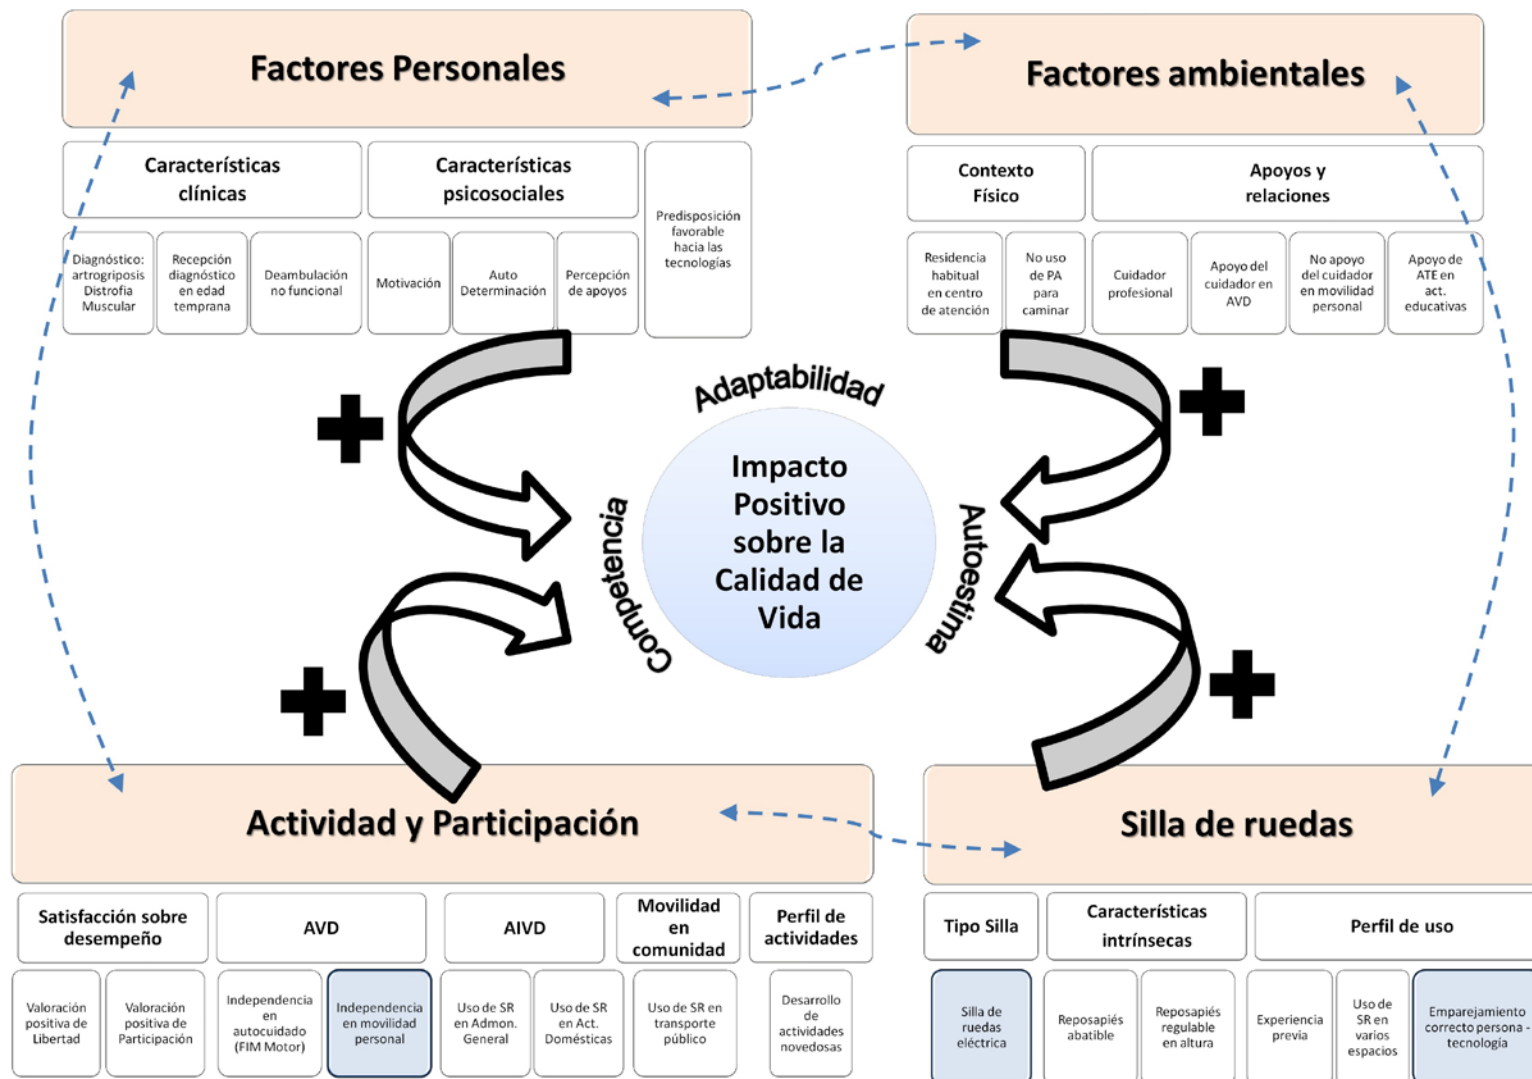 Factores Personales
Características
clínicas
Características
psicosociales
Predisposición
favorable
hacia las
tecnologías
Diagnóstico:
artrogriposis
Distrofia
Muscular
Recepción
diagnóstico
en edad
temprana
Deambulación
no funcional
Motivación
Auto
Determinación
Percepción
de apoyos
Factores ambientales
Contexto
Físico
Apoyos y
relaciones
Residencia
habitual
en centro
de atención
No uso
de PA
para
caminar
Cuidador
profesional
Apoyo del
cuidador en
AVD
No apoyo
del cuidador
en movilidad
personal
Apoyo de
ATE en
act.
educativas
Adaptabilidad
Competencia
Autoestima
Impacto
Positivo
sobre la
Calidad de
Vida
Actividad y Participación
Satisfacción sobre
desempeño
AVD
AIVD
Movilidad
en
comunidad
Perfil de
actividades
Valoración
positiva de
Libertad
Valoración
positiva de
Participación
Independencia
en
autocuidado
(FIM Motor)
Independencia
en movilidad
personal
Uso de SR
en Admon.
General
Uso de SR
en Act.
Domésticas
Uso de SR en
transporte
público
Desarrollo
de
actividades
novedosas
Silla de ruedas
Tipo Silla
Características
intrínsecas
Perfil de uso
Silla de
ruedas
eléctrica
Reposapiés
abatible
Reposapiés
regulable
en altura
Experiencia
previa
Uso de
SR en
varios
espacios
Emparejamiento
correcto persona -
tecnología